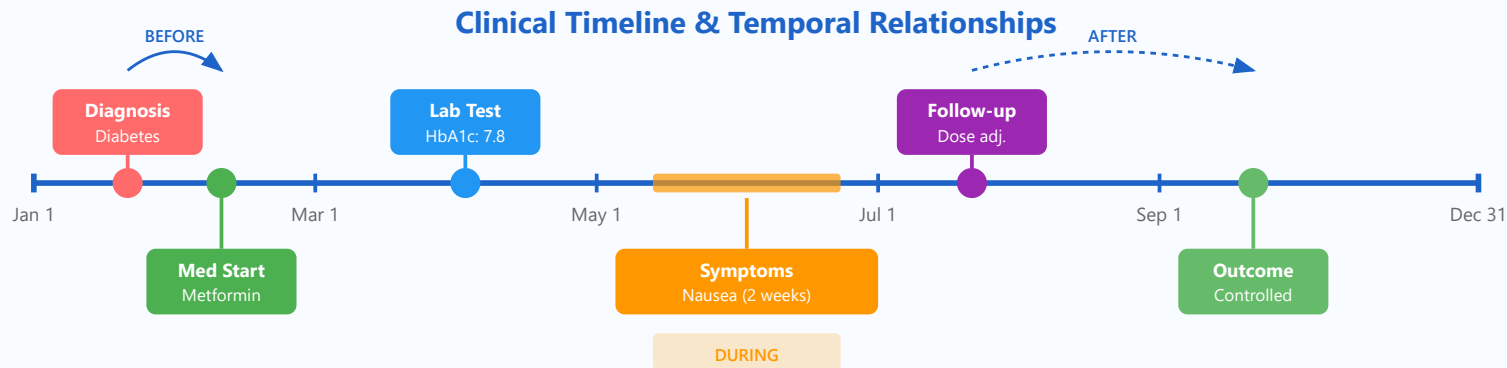 Clinical Timeline & Temporal Relationships
BEFORE
AFTER
Diagnosis
Diabetes
Lab Test
HbA1c: 7.8
Follow-up
Dose adj.
Jan 1
Mar 1
May 1
Jul 1
Sep 1
Dec 31
Med Start
Metformin
Symptoms
Nausea (2 weeks)
Outcome
Controlled
DURING